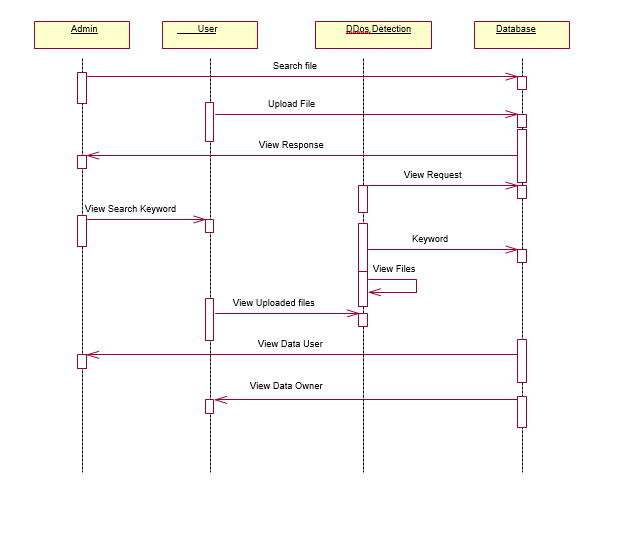 Admin
User
DDos Detection
Database
Search file
Upload File
View Response
View Request
View Search Keyword
Keyword
View Files
View Uploaded files
View Data User
View Data Owner